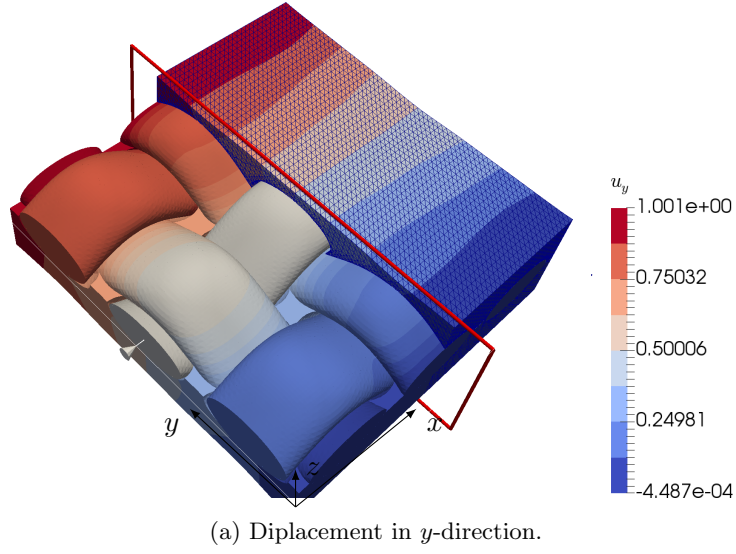 u_y
1.001e+00
0.75032
0.50006
0.24981
-4.487e-04
y
x
z
(a) Diplacement in y-direction.